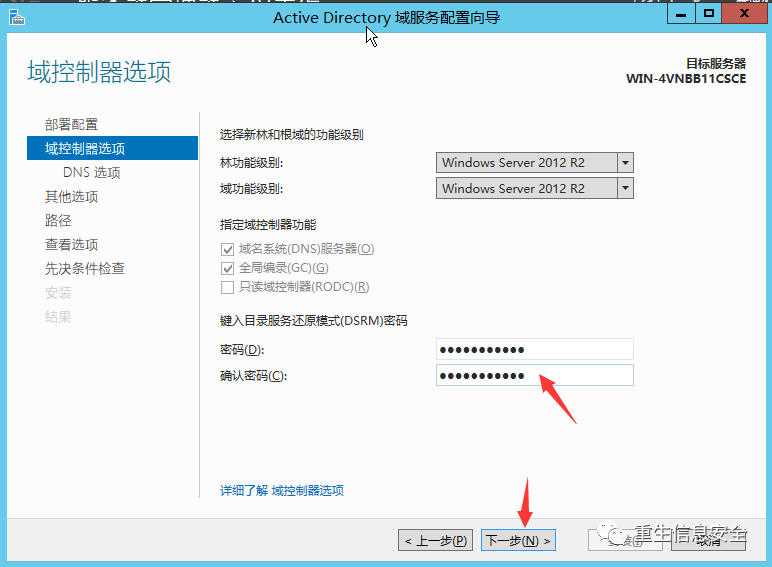 Active Directory 域服务配置向导
域控制器选项
目标服务器
WIN-4VNBB11CSCE
部署配置
域控制器选项
DNS 选项
其他选项
路径
查看选项
先决条件检查
安装
结果
选择新林和根域的功能级别
林功能级别: Windows Server 2012 R2
域功能级别: Windows Server 2012 R2
指定域控制器功能
域名系统(DNS)服务器(O)
全局编录(GC)(G)
只读域控制器(RODC)(R)
键入目录服务还原模式(DSRM)密码
密码(D): ●●●●●●●●●●●
确认密码(C): ●●●●●●●●●●●
详细了解 域控制器选项
< 上一步(P) 下一步(N) > 取消
重生信息安全